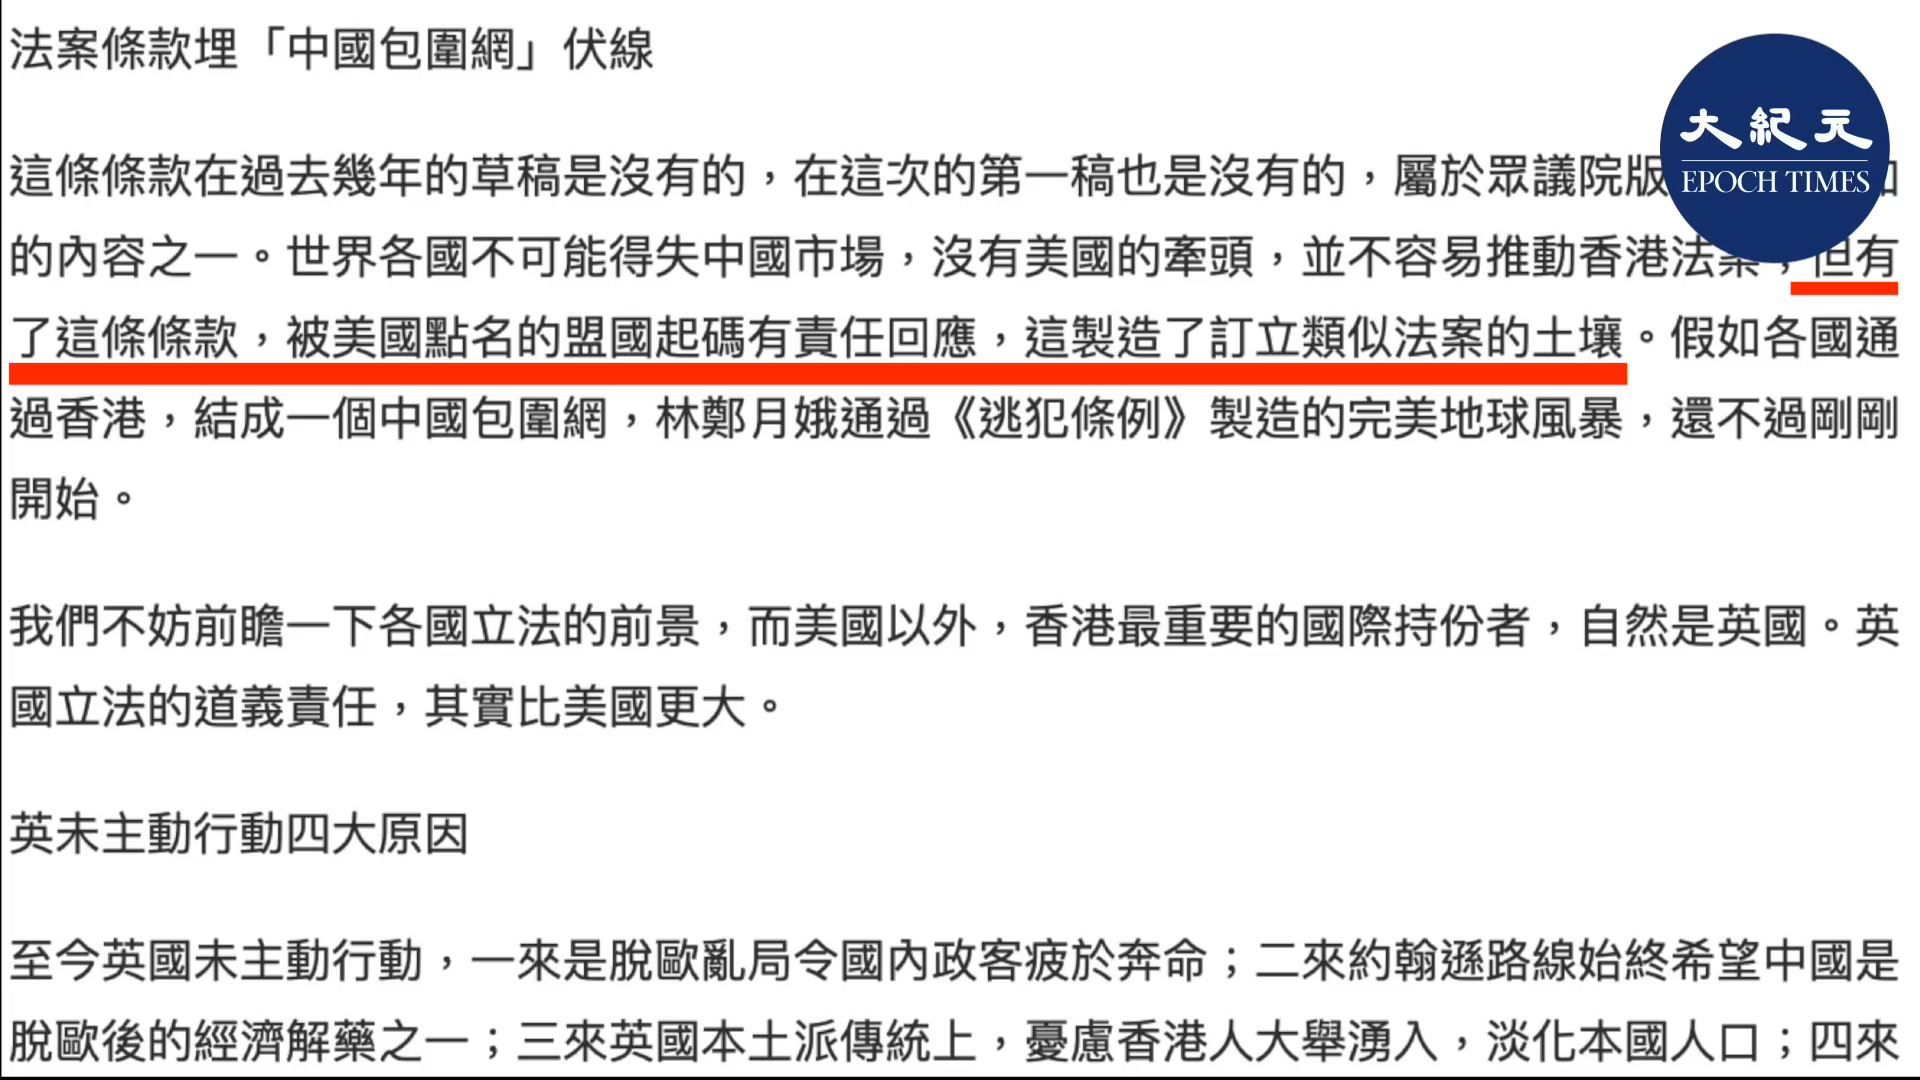 法案條款埋「中國包圍網」伏線
大紀元
EPOCH TIMES
這條條款在過去幾年的草稿是沒有的，在這次的第一稿也是沒有的，屬於眾議院版
的內容之一。世界各國不可能得失中國市場，沒有美國的牽頭，並不容易推動香港法案，但有
了這條條款，被美國點名的盟國起碼有責任回應，這製造了訂立類似法案的土壤。假如各國通
過香港，結成一個中國包圍網，林鄭月娥通過《逃犯條例》製造的完美地球風暴，還不過剛剛
開始。
我們不妨前瞻一下各國立法的前景，而美國以外，香港最重要的國際持份者，自然是英國。英
國立法的道義責任，其實比美國更大。
英未主動行動四大原因
至今英國未主動行動，一來是脫歐亂局令國內政客疲於奔命；二來約翰遜路線始終希望中國是
脫歐後的經濟解藥之一；三來英國本土派傳統上，憂慮香港人大舉湧入，淡化本國人口；四來